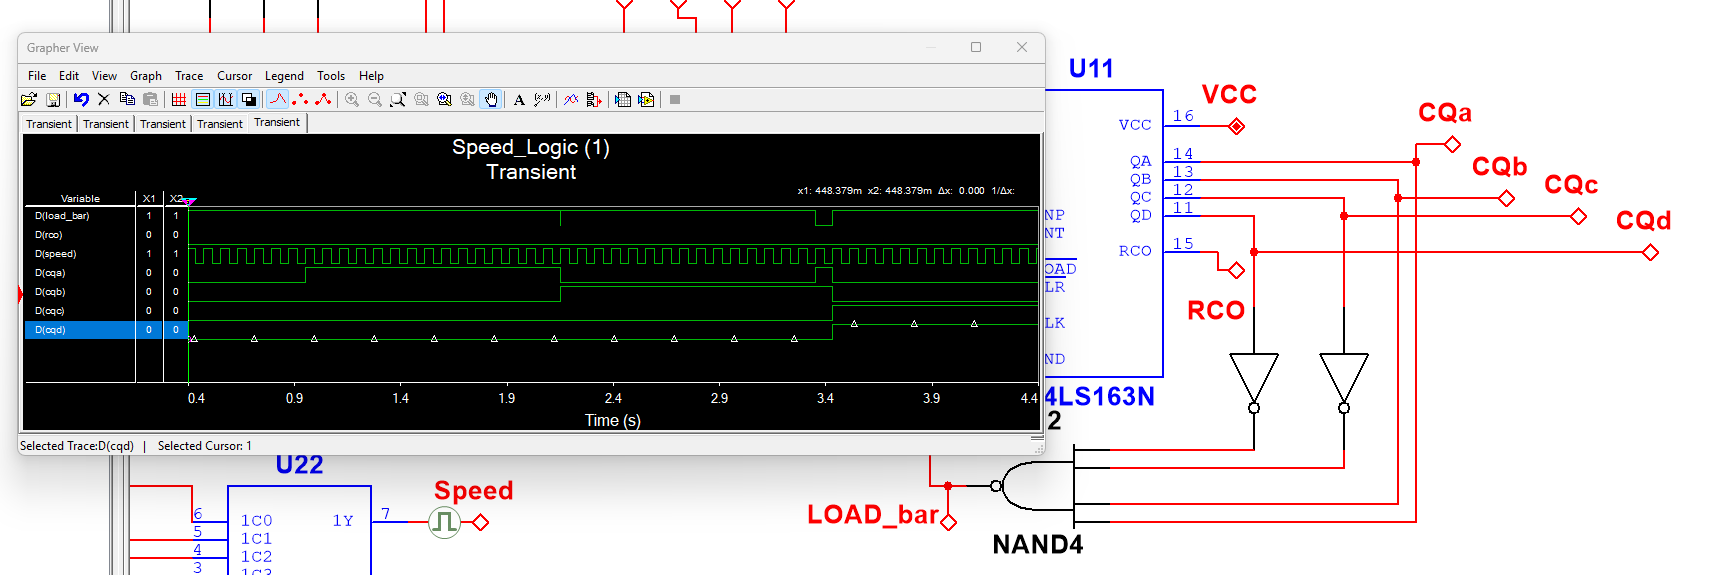 Grapher View
File Edit View Graph Trace Cursor Legend Tools Help
Transient Transient Transient Transient Transient
Speed_Logic (1)
Transient
x1: 448.379m x2: 448.379m Δx: 0.000 1/Δx:
Variable X1 X2
D(load_bar) 1 1
D(rco) 0 0
D(speed) 1 1
D(cqa) 0 0
D(cqb) 0 0
D(cqc) 0 0
D(cqd) 0 0
0.4 0.9 1.4 1.9 2.4 2.9 3.4 3.9 4.4
Time (s)
Selected Trace:D(cqd) | Selected Cursor: 1
U11
VCC
VCC 16
CQa
QA 14
QB 13
CQb
QC 12
CQc
QD 11
CQd
NP
NT
RCO 15
OAD
LR
RCO
LK
ND
4LS163N
2
U22
Speed
6 1C0 1Y 7
5 1C1
4 1C2
3
LOAD_bar
NAND4